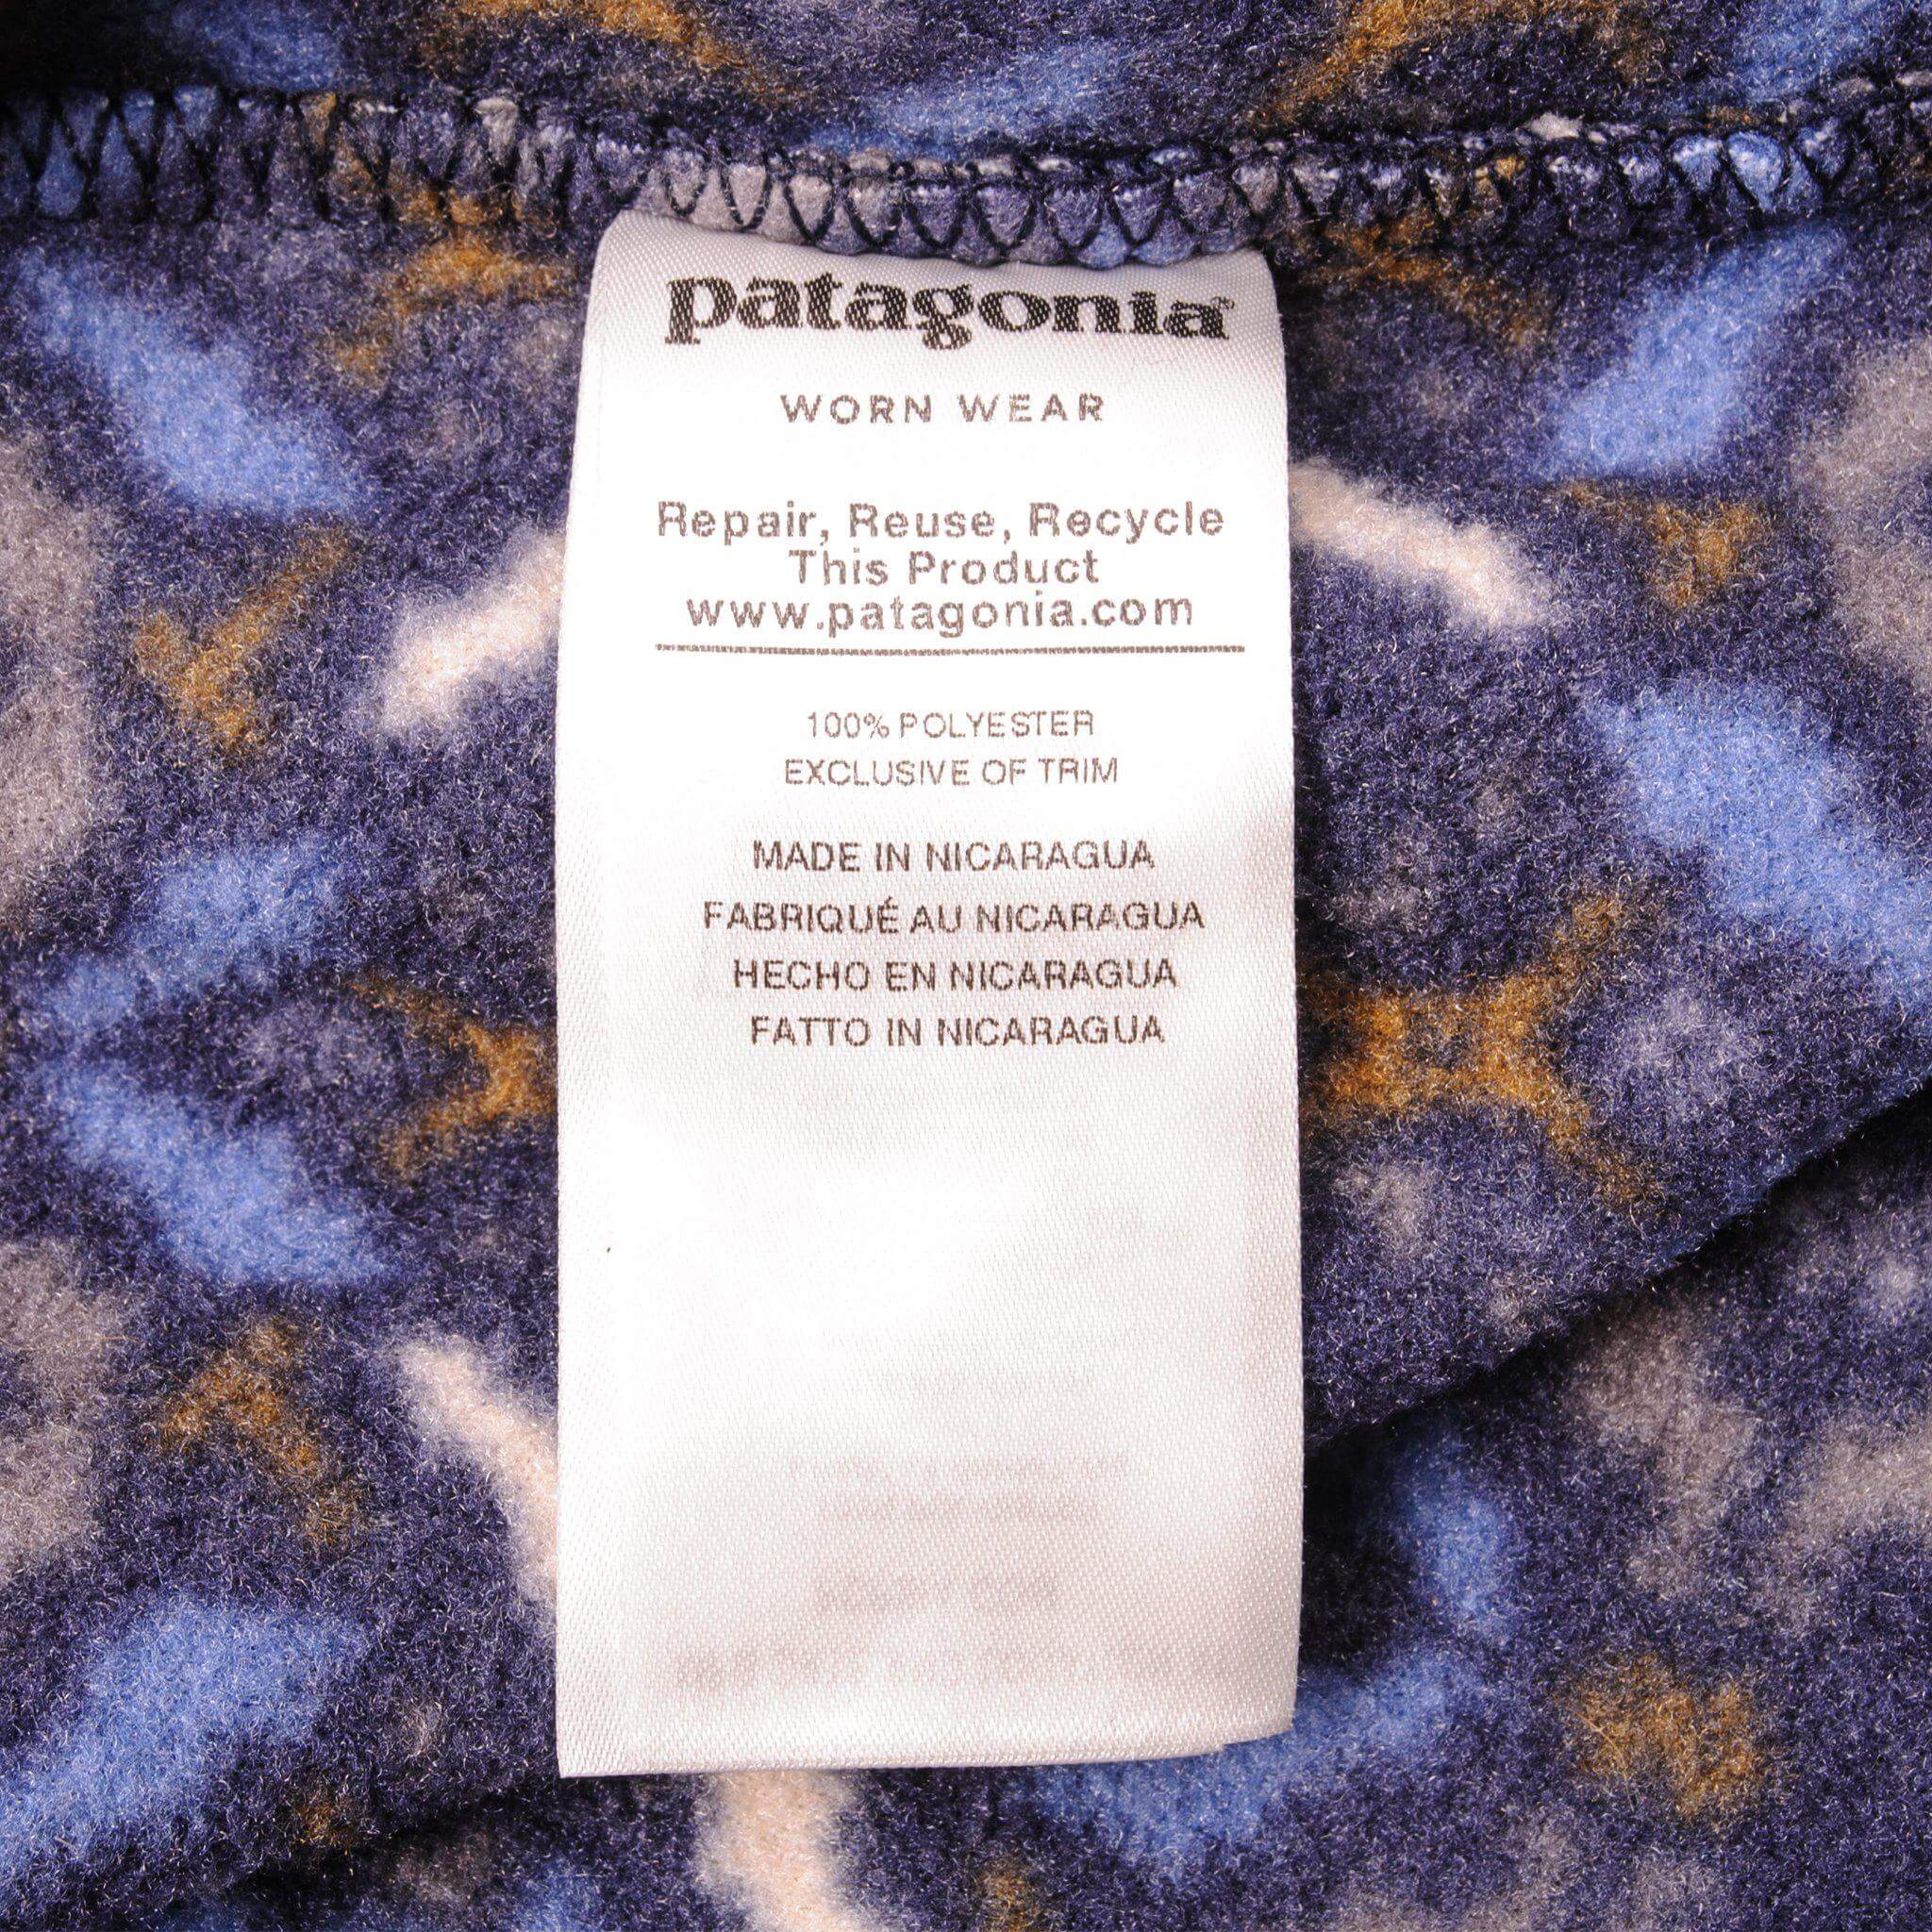 patagonia™
WORN WEAR
Repair, Reuse, Recycle
This Product
www.patagonia.com
100% POLYESTER
EXCLUSIVE OF TRIM
MADE IN NICARAGUA
FABRIQUÉ AU NICARAGUA
HECHO EN NICARAGUA
FATTO IN NICARAGUA